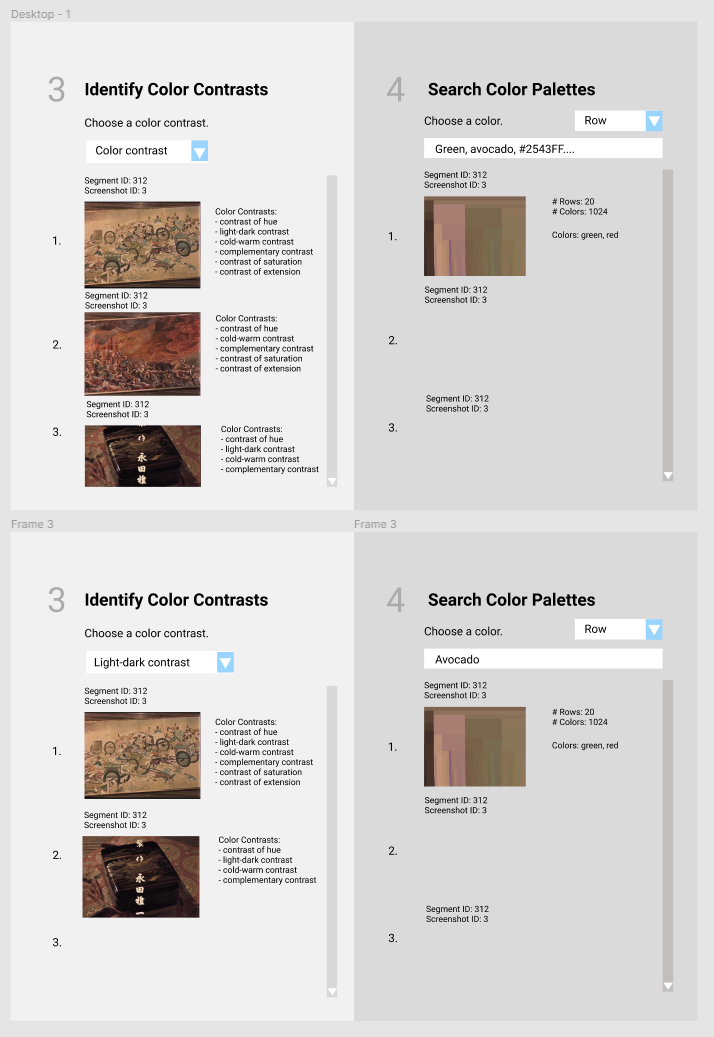 Desktop - 1
3 Identify Color Contrasts
Choose a color contrast.
Color contrast
Segment ID: 312
Screenshot ID: 3
1.
Color Contrasts:
- contrast of hue
- light-dark contrast
- cold-warm contrast
- complementary contrast
- contrast of saturation
- contrast of extension
Segment ID: 312
Screenshot ID: 3
2.
Color Contrasts:
- contrast of hue
- cold-warm contrast
- complementary contrast
- contrast of saturation
- contrast of extension
Segment ID: 312
Screenshot ID: 3
3.
永
田
Color Contrasts:
- contrast of hue
- light-dark contrast
- cold-warm contrast
- complementary contrast
4 Search Color Palettes
Choose a color.
Row
Green, avocado, #2543FF....
Segment ID: 312
Screenshot ID: 3
1.
# Rows: 20
# Colors: 1024
Colors: green, red
Segment ID: 312
Screenshot ID: 3
2.
Segment ID: 312
Screenshot ID: 3
3.
Frame 3
3 Identify Color Contrasts
Choose a color contrast.
Light-dark contrast
Segment ID: 312
Screenshot ID: 3
1.
Color Contrasts:
- contrast of hue
- light-dark contrast
- cold-warm contrast
- complementary contrast
- contrast of saturation
- contrast of extension
Segment ID: 312
Screenshot ID: 3
2.
永
田
Color Contrasts:
- contrast of hue
- light-dark contrast
- cold-warm contrast
- complementary contrast
3.
Frame 3
4 Search Color Palettes
Choose a color.
Row
Avocado
Segment ID: 312
Screenshot ID: 3
1.
# Rows: 20
# Colors: 1024
Colors: green, red
Segment ID: 312
Screenshot ID: 3
2.
Segment ID: 312
Screenshot ID: 3
3.